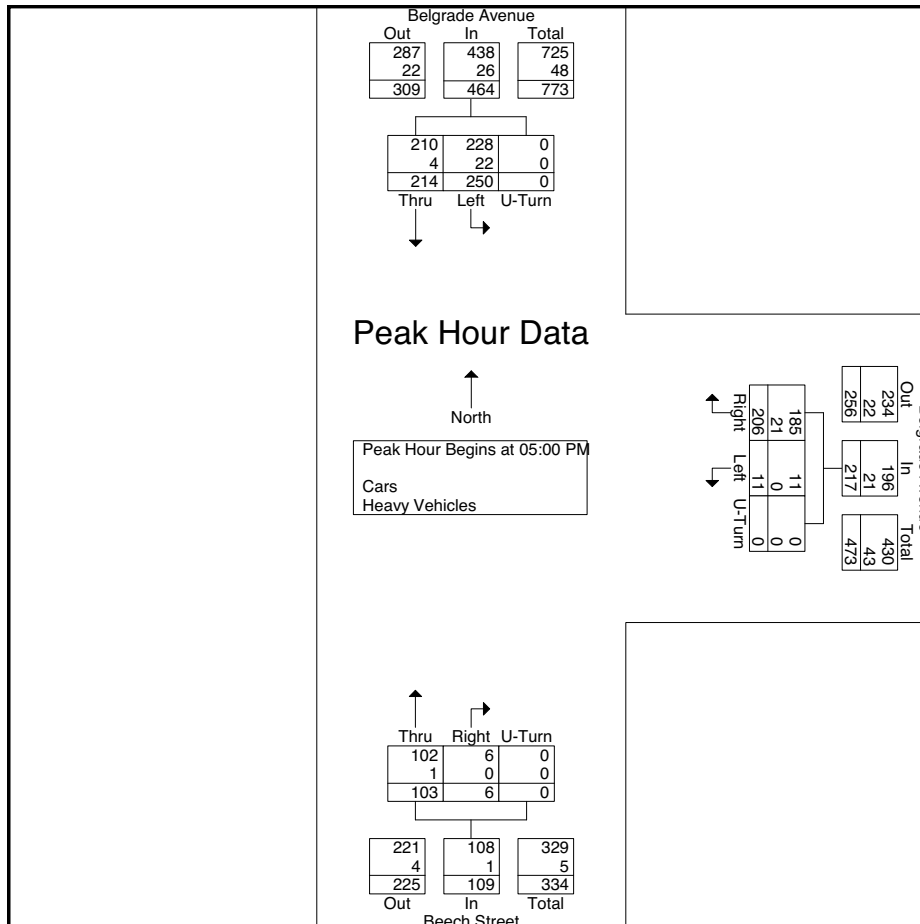 Belgrade Avenue
Out In Total
287 438 725
22 26 48
309 464 773
210 228 0
4 22 0
214 250 0
Thru Left U-Turn
Peak Hour Data
North
Peak Hour Begins at 05:00 PM
Cars
Heavy Vehicles
Out In Total
234 196 430
22 21 43
256 217 473
185 11 0
21 0 0
206 11 0
Right Left U-Turn
Thru Right U-Turn
102 6 0
1 0 0
103 6 0
221 108 329
4 1 5
225 109 334
Out In Total
Beech Street